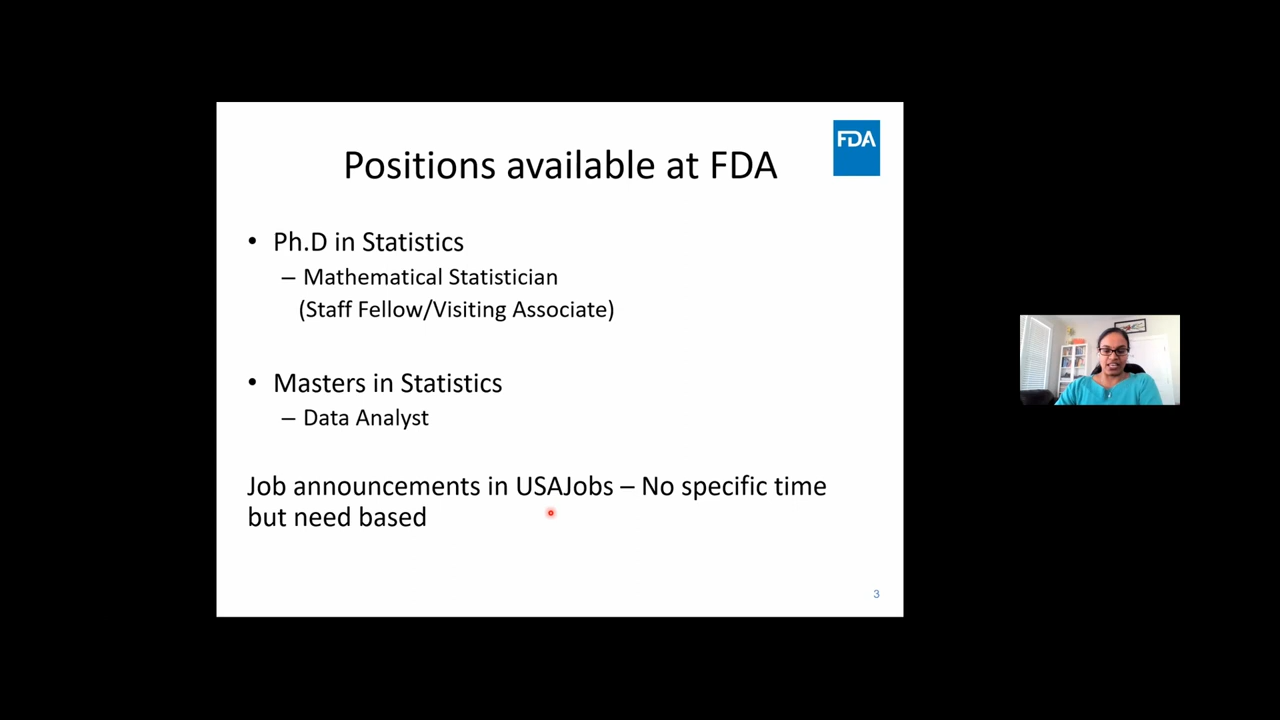 FDA
Positions available at FDA
• Ph.D in Statistics
– Mathematical Statistician
(Staff Fellow/Visiting Associate)
• Masters in Statistics
– Data Analyst
Job announcements in USAJobs – No specific time
but need based
3